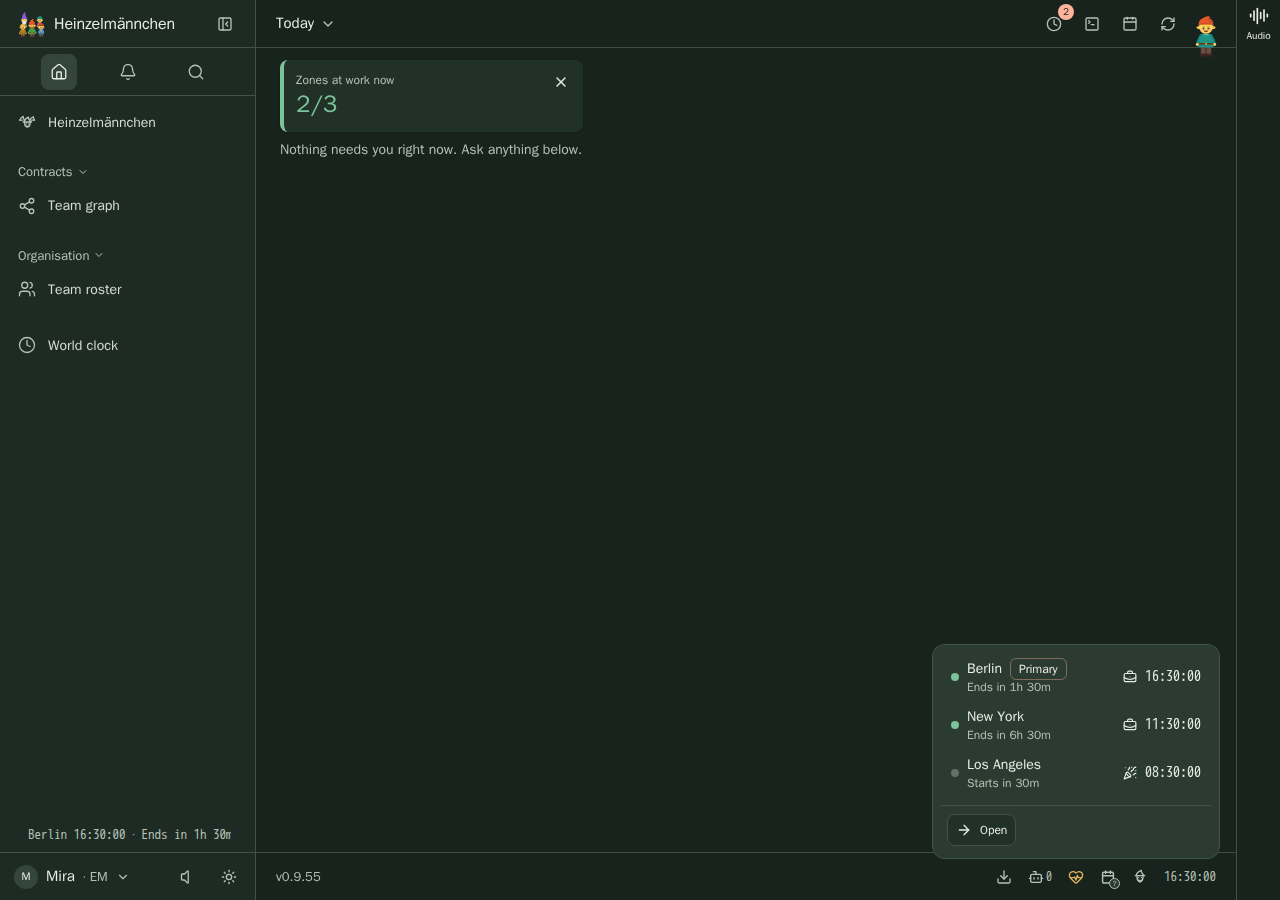 Heinzelmännchen
Today
2
Audio
Zones at work now
2/3
Nothing needs you right now. Ask anything below.
Heinzelmännchen
Contracts
Team graph
Organisation
Team roster
World clock
Berlin Primary
Ends in 1h 30m
16:30:00
New York
Ends in 6h 30m
11:30:00
Los Angeles
Starts in 30m
08:30:00
Open
Berlin 16:30:00 · Ends in 1h 30m
M Mira · EM
v0.9.55
0
?
16:30:00